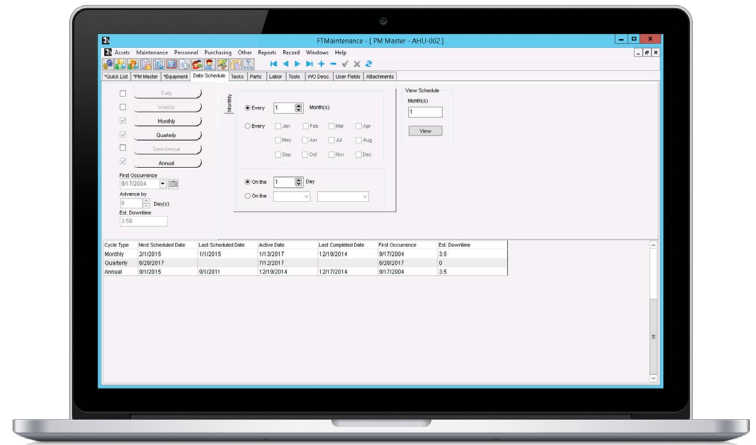 FTMaintenance - [ PM Master - AHU-002 ]
Assets Maintenance Personnel Purchasing Other Reports Record Windows Help
*Quick List *PM Master *Equipment Date Schedule Tasks Parts Labor Tools WO Desc. User Fields Attachments
Daily
Weekly
Monthly
Quarterly
Semi Annual
Annual
First Occurrence
9/17/2004
Advance by
0 Day(s)
Est. Downtime
3.50
Monthly
Every 1 Month(s)
Every Jan Feb Mar Apr
May Jun Jul Aug
Sep Oct Nov Dec
On the 1 Day
On the
View Schedule
Month(s)
1
View
Cycle Type Next Scheduled Date Last Scheduled Date Active Date Last Completed Date First Occurrence Est. Downtime
Monthly 2/1/2015 1/1/2015 1/13/2017 12/19/2014 9/17/2004 3.5
Quarterly 6/28/2017 7/12/2017 6/28/2017 0
Annual 9/1/2015 9/1/2011 12/19/2014 12/17/2014 9/17/2004 3.5